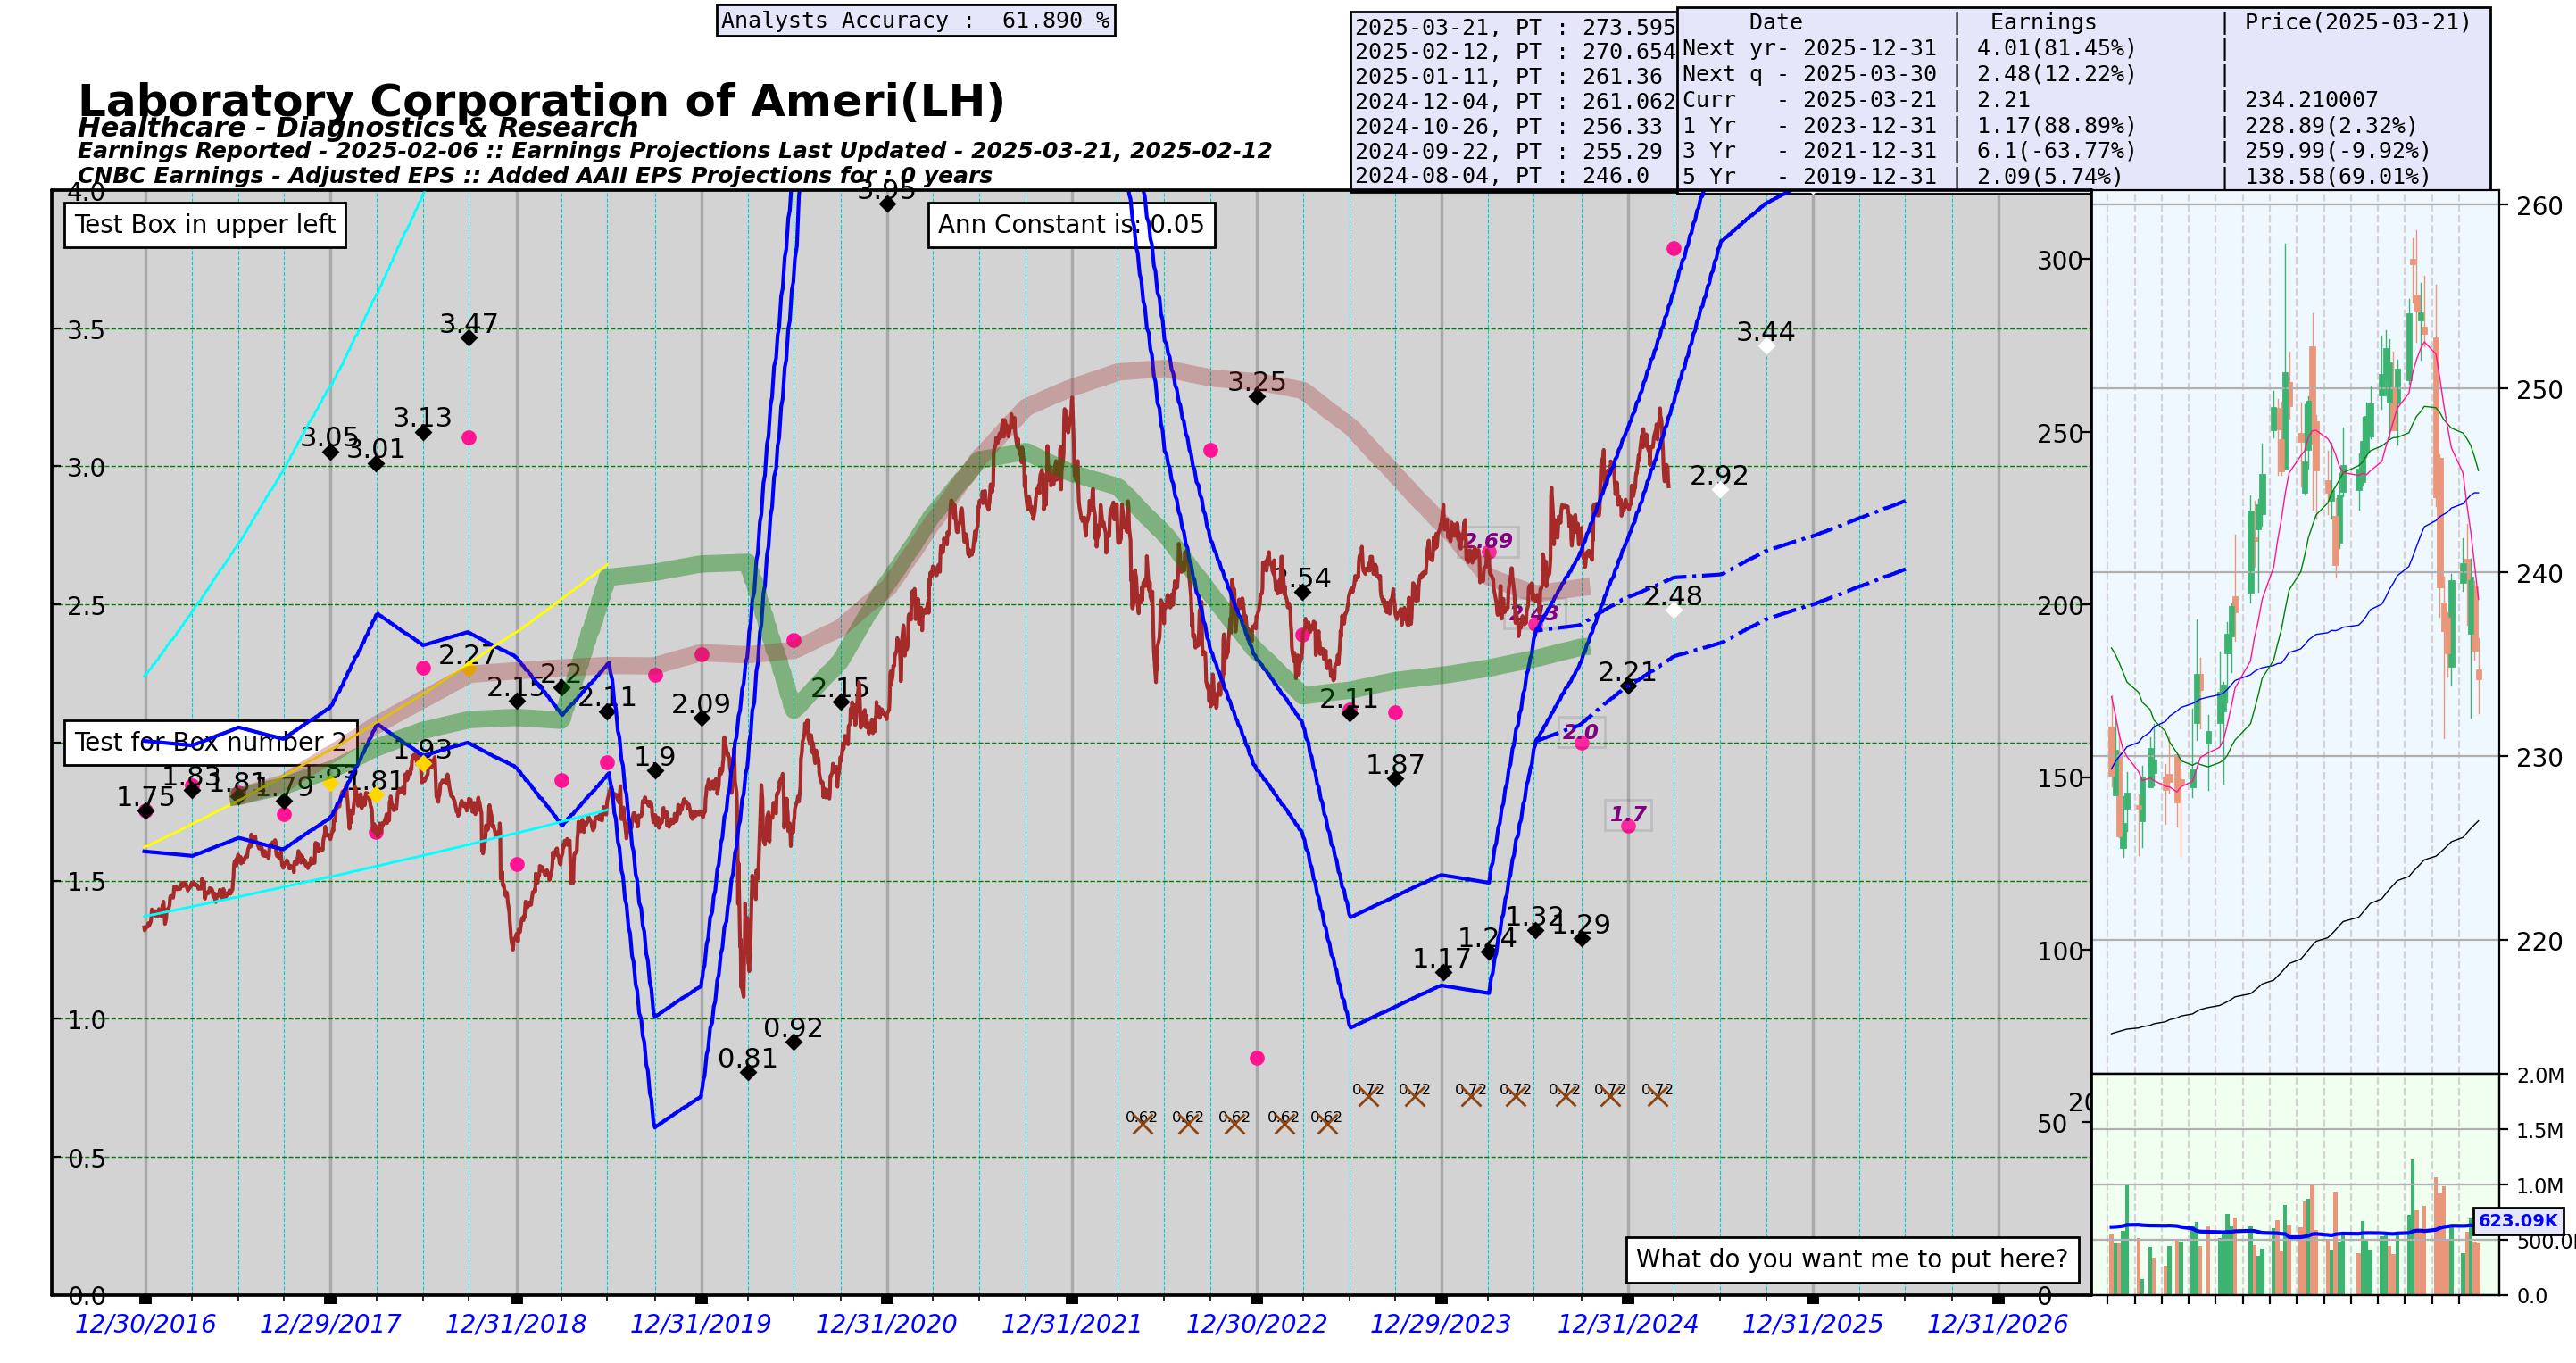 Analysts Accuracy :  61.890 %
2025-03-21, PT : 273.595
2025-02-12, PT : 270.654
2025-01-11, PT : 261.36
2024-12-04, PT : 261.062
2024-10-26, PT : 256.33
2024-09-22, PT : 255.29
2024-08-04, PT : 246.0
Date | Earnings | Price(2025-03-21)
Next yr- 2025-12-31 | 4.01(81.45%) |
Next q - 2025-03-30 | 2.48(12.22%) |
Curr   - 2025-03-21 | 2.21 | 234.210007
1 Yr   - 2023-12-31 | 1.17(88.89%) | 228.89(2.32%)
3 Yr   - 2021-12-31 | 6.1(-63.77%) | 259.99(-9.92%)
5 Yr   - 2019-12-31 | 2.09(5.74%) | 138.58(69.01%)
Laboratory Corporation of Ameri(LH)
Healthcare - Diagnostics & Research
Earnings Reported - 2025-02-06 :: Earnings Projections Last Updated - 2025-03-21, 2025-02-12
CNBC Earnings - Adjusted EPS :: Added AAII EPS Projections for : 0 years
Test Box in upper left
Ann Constant is: 0.05
Test for Box number 2
What do you want me to put here?
4.0
3.5
3.0
2.5
1.5
1.0
0.5
0.0
1.75
1.83
1.81
1.79
3.05
3.01
1.81
3.13
1.93
3.47
2.27
2.15
2.2
2.11
1.9
2.09
0.81
0.92
2.15
3.95
3.25
2.11
1.87
1.17
1.24
1.32
1.29
2.21
2.48
2.92
3.44
2.69
2.43
2.0
1.7
0.62
0.62
0.62
0.62
0.62
0.72
0.72
0.72
0.72
0.72
0.72
0.72
300
250
200
150
100
50
0
260
250
240
230
220
2.0M
1.5M
1.0M
623.09K
0.0
12/30/2016
12/29/2017
12/31/2018
12/31/2019
12/31/2020
12/31/2021
12/30/2022
12/29/2023
12/31/2024
12/31/2025
12/31/2026